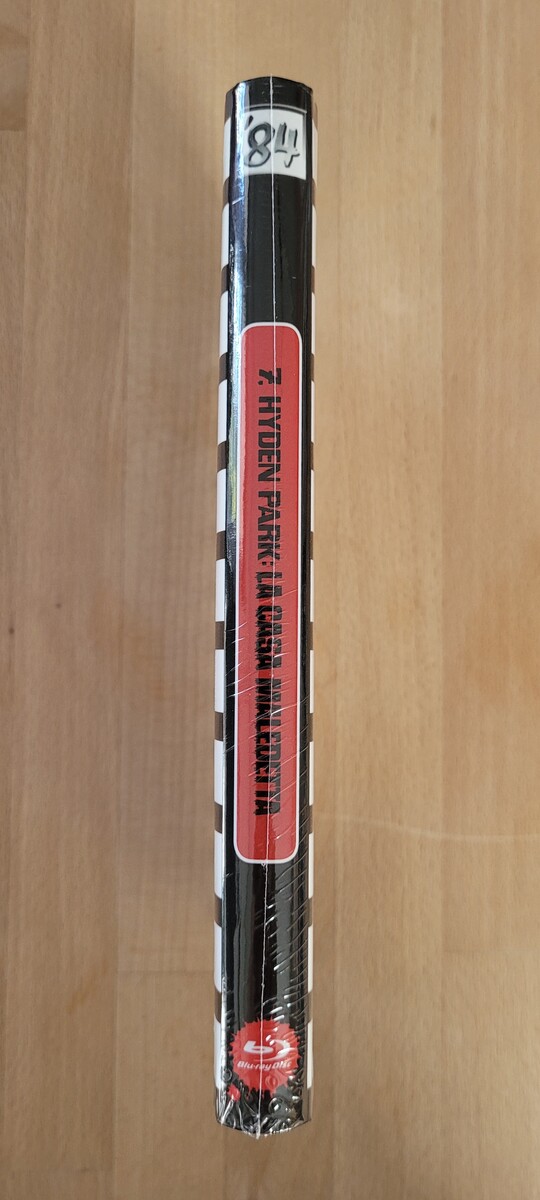 '84
7. HYDEN PARK: LA CASA MALEDETTA
Blu-ray Disc